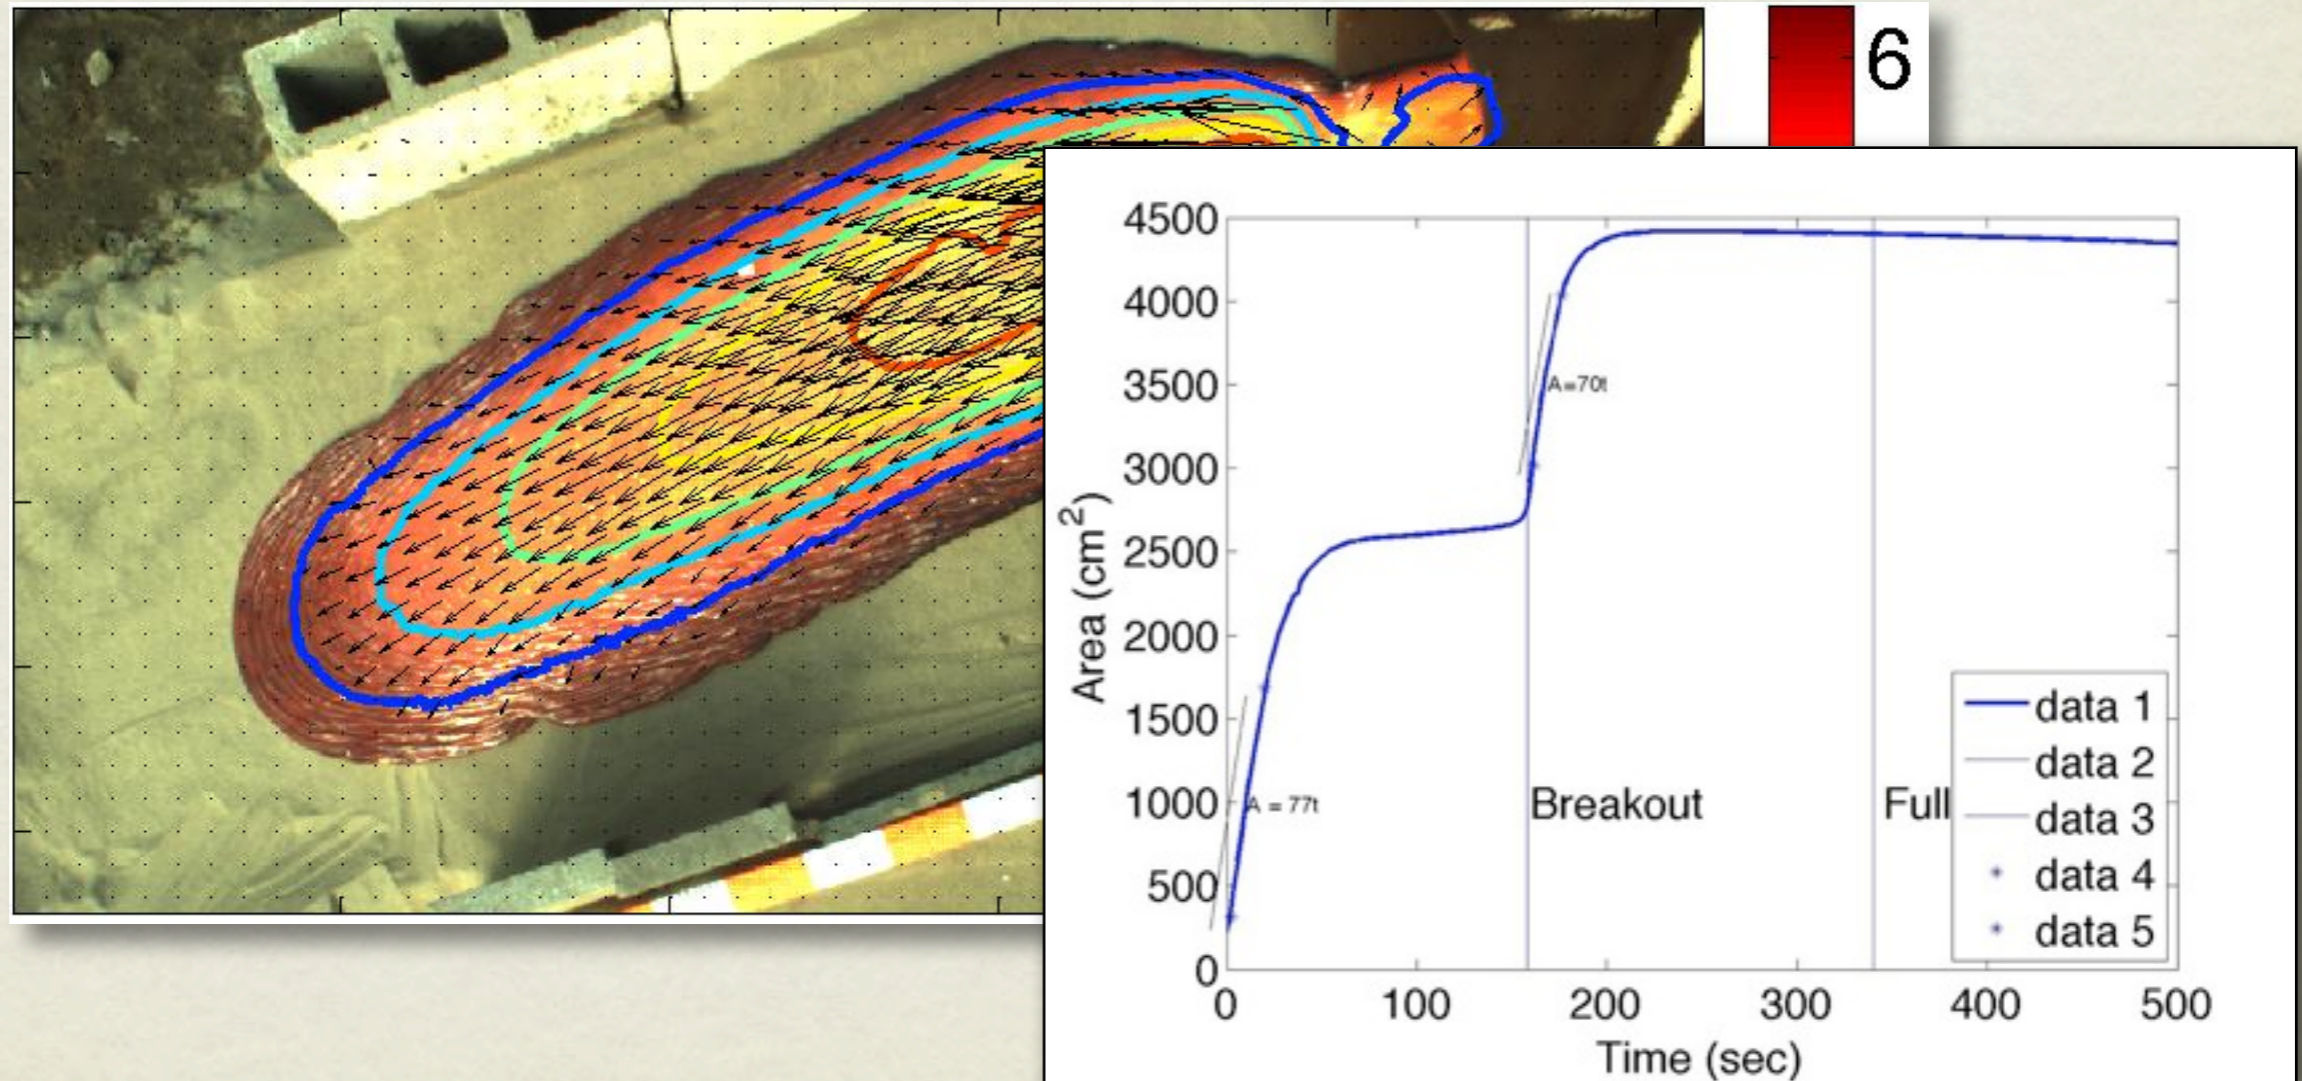 6
4500
4000
3500
3000
2500
2000
1500
1000
500
0
Area (cm²)
A=70t
A = 77t
Breakout
Full
data 1
data 2
data 3
data 4
data 5
0 100 200 300 400 500
Time (sec)